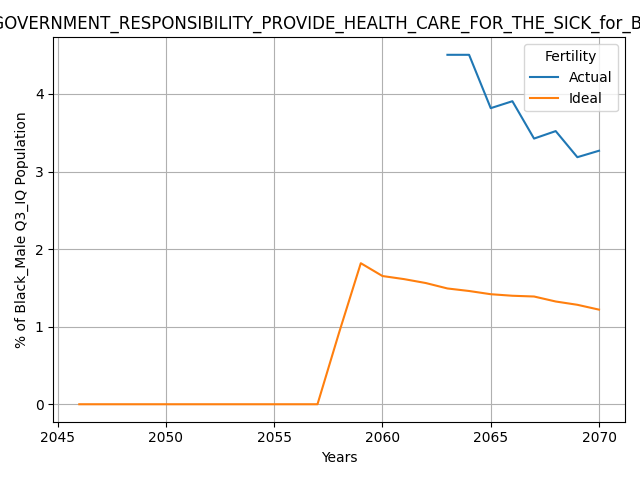 GOVERNMENT_RESPONSIBILITY_PROVIDE_HEALTH_CARE_FOR_THE_SICK_for_B
Fertility
Actual
Ideal
% of Black_Male Q3_IQ Population
4
3
2
1
0
2045 2050 2055 2060 2065 2070
Years